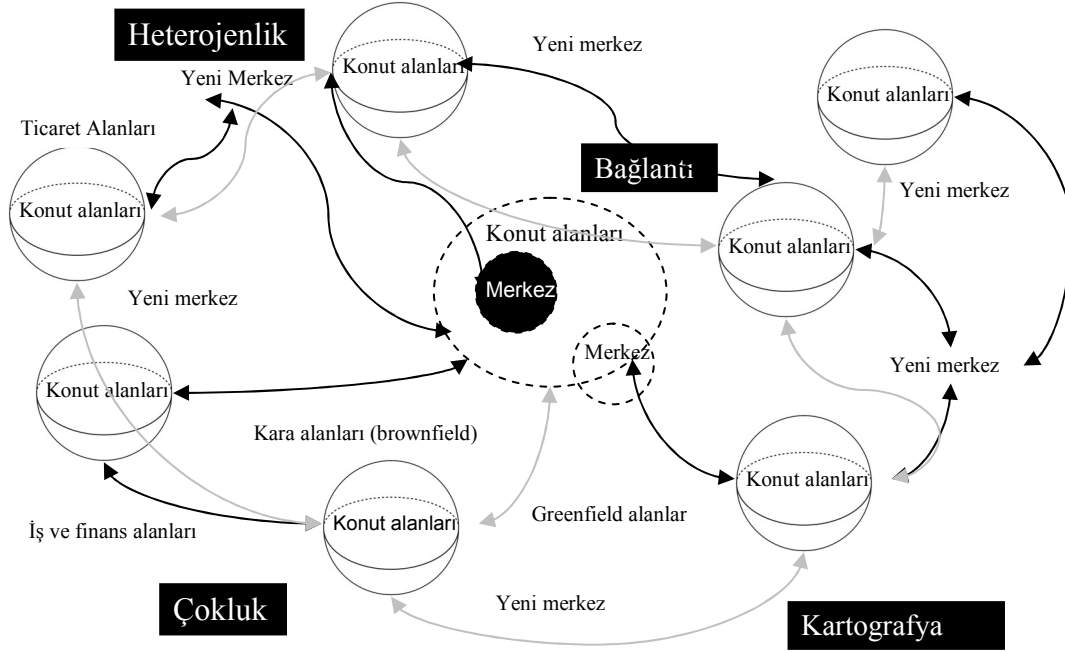 Heterojenlik
Yeni merkez
Konut alanları
Yeni Merkez
Konut alanları
Ticaret Alanları
Bağlantı
Yeni merkez
Konut alanları
Konut alanları
Konut alanları
Merkez
Yeni merkez
Merkez
Yeni merkez
Konut alanları
Kara alanları (brownfield)
Konut alanları
Greenfield alanlar
Konut alanları
İş ve finans alanları
Çokluk
Yeni merkez
Kartografya